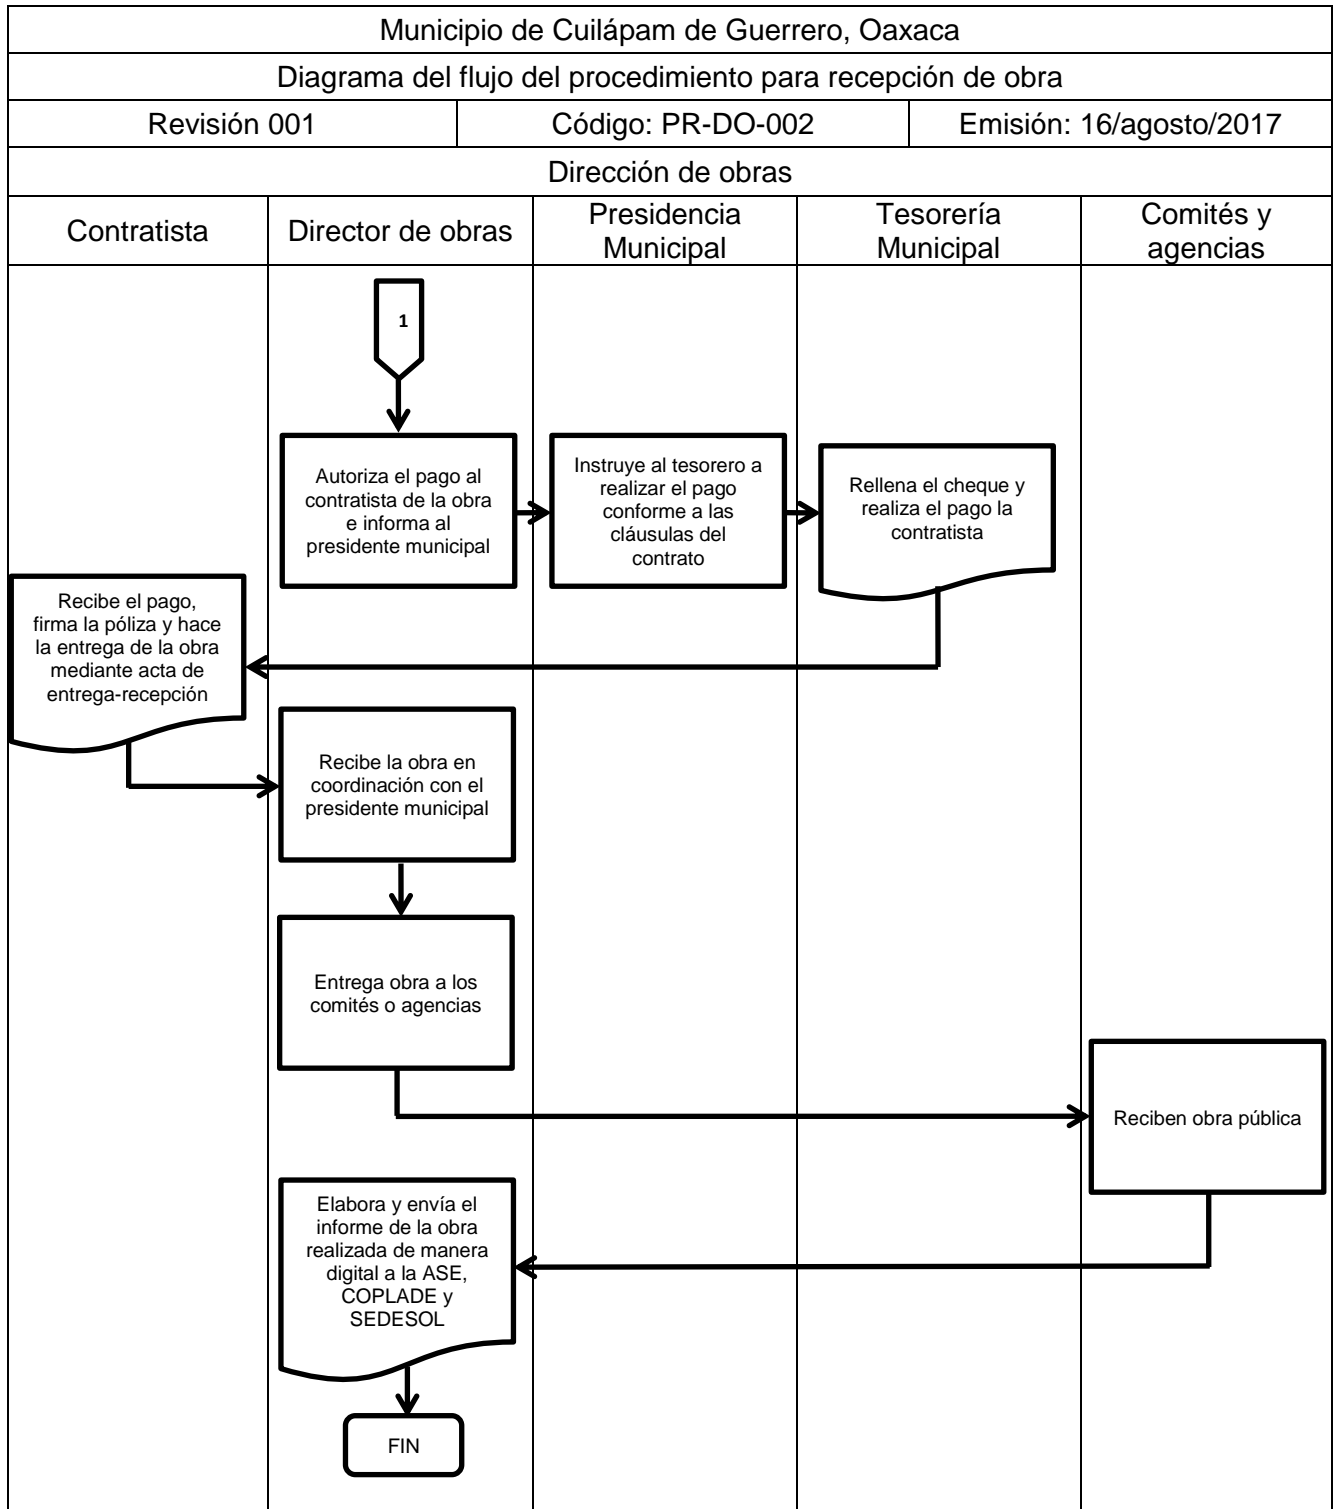 Municipio de Cuilápam de Guerrero, Oaxaca
Diagrama del flujo del procedimiento para recepción de obra
Revisión 001
Código: PR-DO-002
Emisión: 16/agosto/2017
Dirección de obras
Contratista
Director de obras
Presidencia
Municipal
Tesorería
Municipal
Comités y
agencias
1
Autoriza el pago al
contratista de la obra
e informa al
presidente municipal
Instruye al tesorero a
realizar el pago
conforme a las
cláusulas del
contrato
Rellena el cheque y
realiza el pago la
contratista
Recibe el pago,
firma la póliza y hace
la entrega de la obra
mediante acta de
entrega-recepción
Recibe la obra en
coordinación con el
presidente municipal
Entrega obra a los
comités o agencias
Reciben obra pública
Elabora y envía el
informe de la obra
realizada de manera
digital a la ASE,
COPLADE y
SEDESOL
FIN